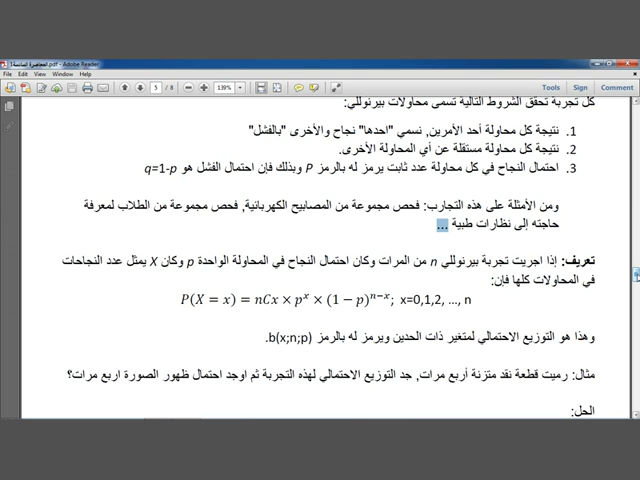 المحاضرة السادسة1.pdf - Adobe Reader
File Edit View Window Help
5 / 8 139% Tools Sign Comment
كل تجربة تحقق الشروط التالية تسمى محاولات بيرنوللي:
1. نتيجة كل محاولة أحد الأمرين, نسمي "احدها" نجاح والأخرى "بالفشل"
2. نتيجة كل محاولة مستقلة عن أي المحاولة الأخرى.
3. احتمال النجاح في كل محاولة عدد ثابت يرمز له بالرمز P وبذلك فإن احتمال الفشل هو q=1-p
ومن الأمثلة على هذه التجارب: فحص مجموعة من المصابيح الكهربائية, فحص مجموعة من الطلاب لمعرفة
حاجته إلى نظارات طبية ...
تعريف: إذا اجريت تجربة بيرنوللي n من المرات وكان احتمال النجاح في المحاولة الواحدة p وكان X يمثل عدد النجاحات
في المحاولات كلها فإن:
P(X = x) = nCx × pˣ × (1 − p)ⁿ⁻ˣ; x=0,1,2, ..., n
وهذا هو التوزيع الاحتمالي لمتغير ذات الحدين ويرمز له بالرمز b(x;n;p).
مثال: رميت قطعة نقد متزنة أربع مرات, جد التوزيع الاحتمالي لهذه التجربة ثم اوجد احتمال ظهور الصورة اربع مرات؟
الحل: